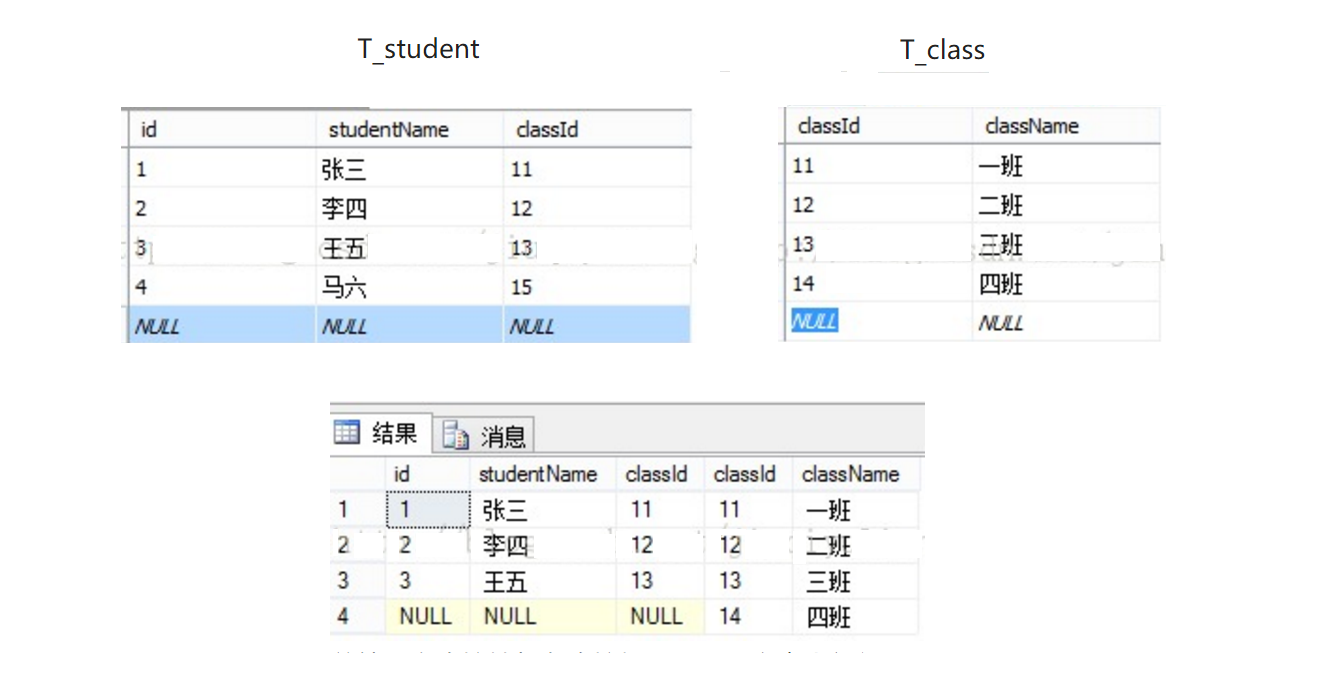 T_student
T_class
id studentName classId
1 张三 11
2 李四 12
3 王五 13
4 马六 15
NULL NULL NULL
classId className
11 一班
12 二班
13 三班
14 四班
NULL NULL
结果 消息
id studentName classId classId className
1 1 张三 11 11 一班
2 2 李四 12 12 二班
3 3 王五 13 13 三班
4 NULL NULL NULL 14 四班